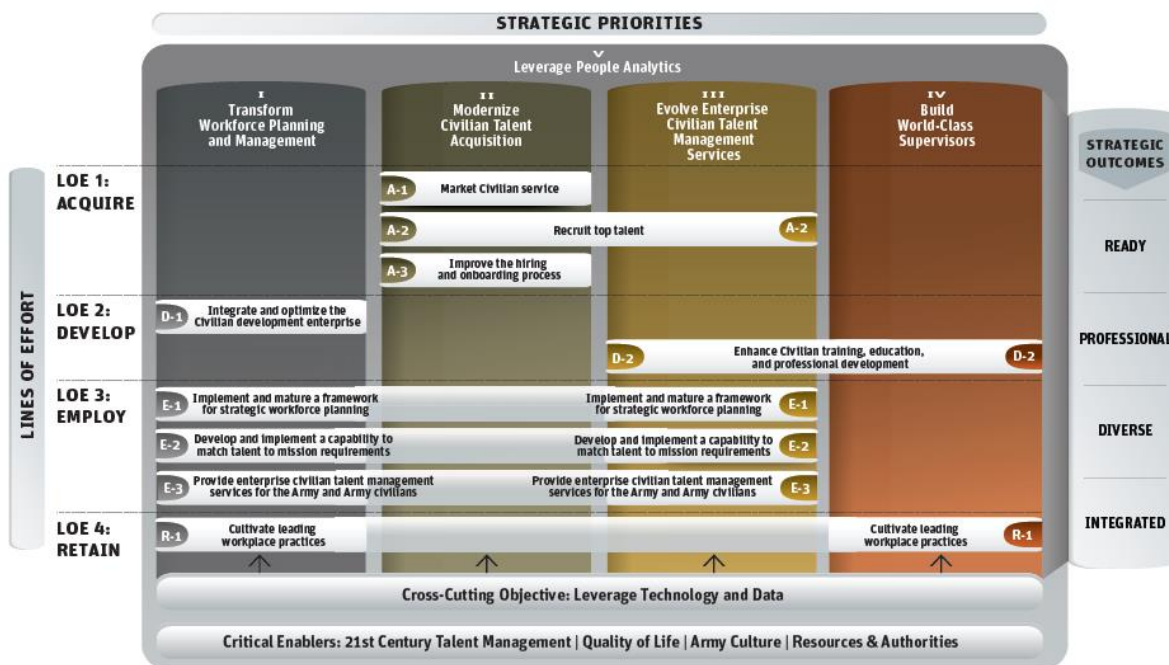 STRATEGIC PRIORITIES
V
Leverage People Analytics
I
Transform
Workforce Planning
and Management
II
Modernize
Civilian Talent
Acquisition
III
Evolve Enterprise
Civilian Talent
Management
Services
IV
Build
World-Class
Supervisors
STRATEGIC
OUTCOMES
READY
PROFESSIONAL
DIVERSE
INTEGRATED
LINES OF EFFORT
LOE 1:
ACQUIRE
A-1 Market Civilian service
A-2 Recruit top talent A-2
A-3 Improve the hiring
and onboarding process
LOE 2:
DEVELOP
D-1 Integrate and optimize the
Civilian development enterprise
D-2 Enhance Civilian training, education,
and professional development D-2
LOE 3:
EMPLOY
E-1 Implement and mature a framework
for strategic workforce planning
Implement and mature a framework
for strategic workforce planning E-1
E-2 Develop and implement a capability to
match talent to mission requirements
Develop and implement a capability to
match talent to mission requirements E-2
E-3 Provide enterprise civilian talent management
services for the Army and Army civilians
Provide enterprise civilian talent management
services for the Army and Army civilians E-3
LOE 4:
RETAIN
R-1 Cultivate leading
workplace practices
Cultivate leading
workplace practices R-1
Cross-Cutting Objective: Leverage Technology and Data
Critical Enablers: 21st Century Talent Management | Quality of Life | Army Culture | Resources & Authorities